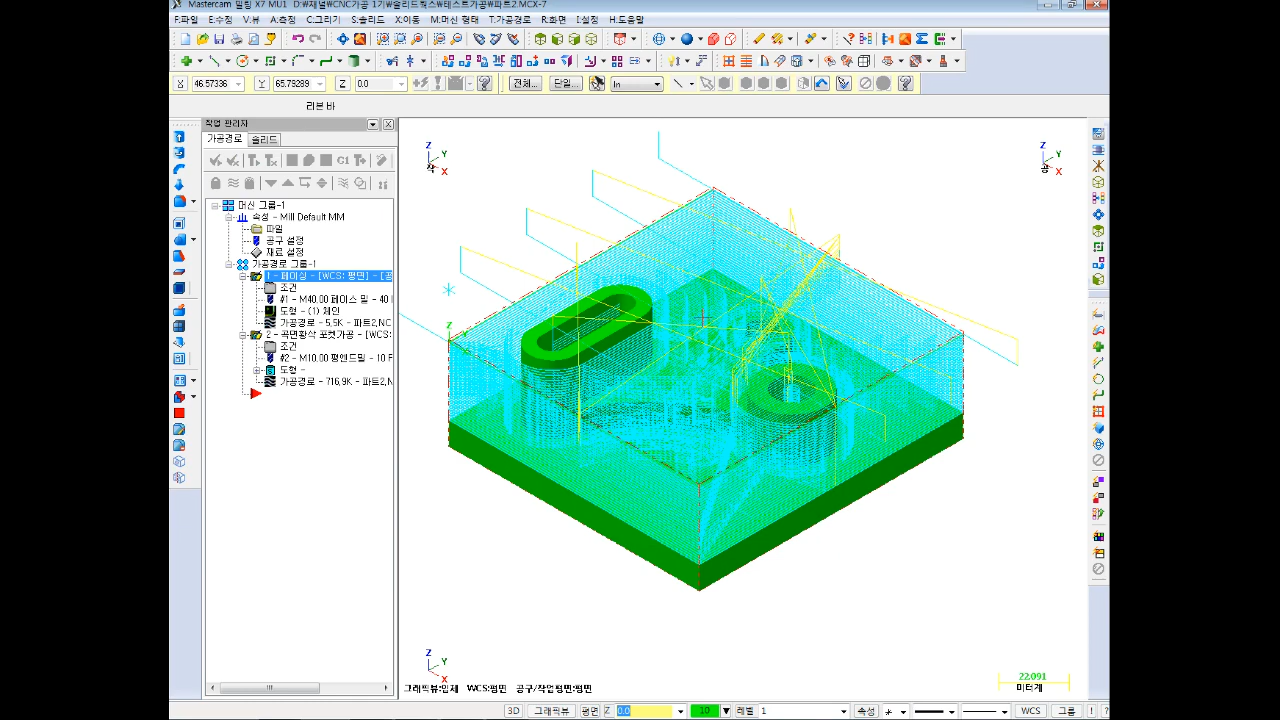 Mastercam 밀링 X7 MU1 D:₩채널₩CNC가공 1기₩솔리드웍스₩테스트가공₩파트2.MCX-7
F.파일 E:수정 V.뷰 A:측정 C:그리기 S:솔리드 X:이동 M.머신 형태 T.가공경로 R.화면 I.설정 H:도움말
X 46.57336 Y 65.79289 Z 0.0 전체... 단일... In
리본 바
작업 관리자
가공경로 솔리드
G1
머신 그룹-1
속성 - Mill Default MM
파일
공구 설정
재료 설정
가공경로 그룹-1
1 - 페이싱 - [WCS: 평면] - [공
조건
#1 - M40.00 페이스 밀 - 40
도형 - (1) 체인
가공경로 - 5.5K - 파트2.NC
2 - 곡면황삭 포켓가공 - [WCS:
조건
#2 - M10.00 평엔드밀 - 10 F
도형 -
가공경로 - 716.9K - 파트2.N
Z
Y
X
Z
Y
X
공
Z
Z
Y
X
그래픽뷰:입체 WCS:평면 공구/작업평면:평면
22.091
미터계
3D 그래픽뷰 평면 Z 0.0 10 레벨 1 속성 WCS 그룹 ! ?